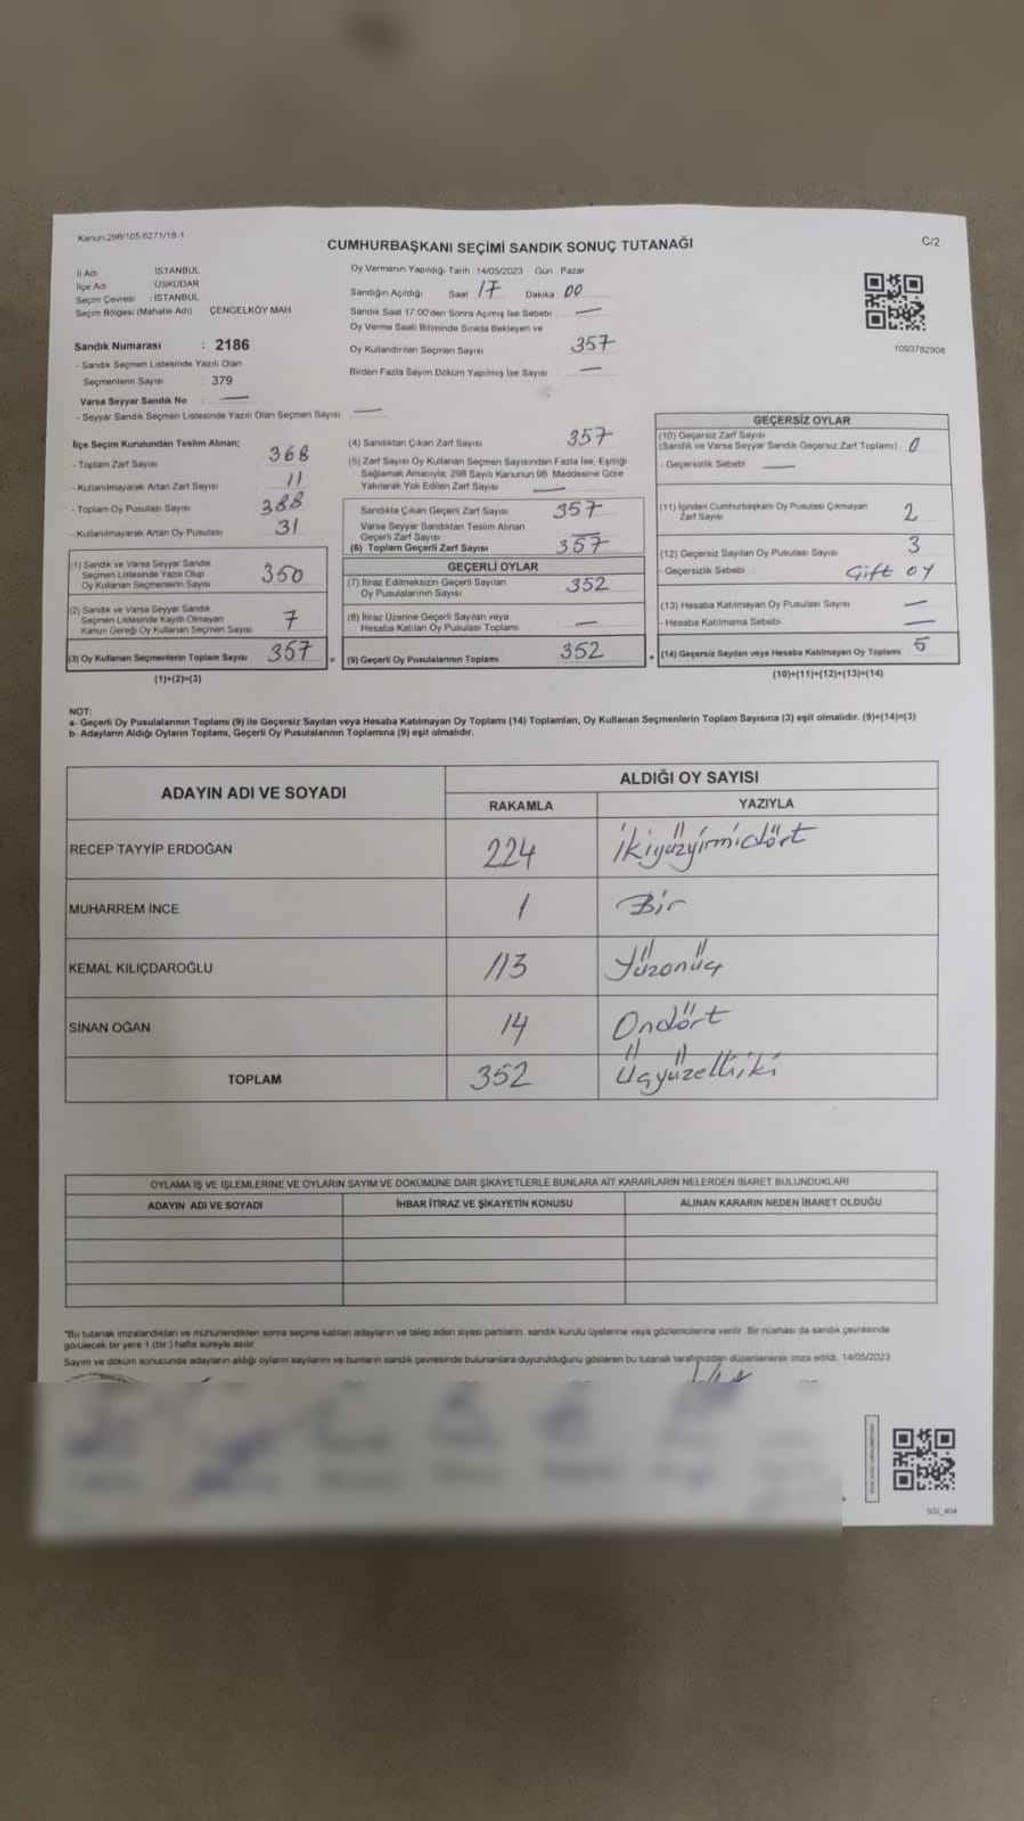 Kanun:298/105 6271/18-1
CUMHURBAŞKANI SEÇİMİ SANDIK SONUÇ TUTANAĞI
C/2
İl Adı İSTANBUL
İlçe Adı ÜSKÜDAR
Seçim Çevresi : İSTANBUL
Seçim Bölgesi (Mahalle Adı) ÇENGELKÖY MAH
Sandık Numarası : 2186
- Sandık Seçmen Listesinde Yazılı Olan
Seçmenlerin Sayısı : 379
Varsa Seyyar Sandık No : —
- Seyyar Sandık Seçmen Listesinde Yazılı Olan Seçmen Sayısı —
Oy Vermenin Yapıldığı Tarih : 14/05/2023 Gün : Pazar
Sandığın Açıldığı Saat 17 Dakika 00
Sandık Saat 17:00'den Sonra Açılmış İse Sebebi —
Oy Verme Saati Bitiminde Sırada Bekleyen ve
Oy Kullandırılan Seçmen Sayısı 357
Birden Fazla Sayım Döküm Yapılmış İse Sayısı —
1093782908
İlçe Seçim Kurulundan Teslim Alınan;
- Toplam Zarf Sayısı 368
- Kullanılmayarak Artan Zarf Sayısı 11
- Toplam Oy Pusulası Sayısı 388
- Kullanılmayarak Artan Oy Pusulası 31
(1) Sandık ve Varsa Seyyar Sandık
Seçmen Listesinde Yazılı Olup
Oy Kullanan Seçmenlerin Sayısı 350
(2) Sandık ve Varsa Seyyar Sandık
Seçmen Listesinde Kayıtlı Olmayan
Kanun Gereği Oy Kullanan Seçmen Sayısı 7
(3) Oy Kullanan Seçmenlerin Toplam Sayısı 357
(1)+(2)=(3)
(4) Sandıktan Çıkan Zarf Sayısı 357
(5) Zarf Sayısı Oy Kullanan Seçmen Sayısından Fazla İse, Eşitliği
Sağlamak Amacıyla; 298 Sayılı Kanunun 98. Maddesine Göre
Yakılarak Yok Edilen Zarf Sayısı —
Sandıkta Çıkan Geçerli Zarf Sayısı 357
Varsa Seyyar Sandıktan Teslim Alınan
Geçerli Zarf Sayısı —
(6) Toplam Geçerli Zarf Sayısı 357
GEÇERLİ OYLAR
(7) İtiraz Edilmeksizin Geçerli Sayılan
Oy Pusulalarının Sayısı 352
(8) İtiraz Üzerine Geçerli Sayılan veya
Hesaba Katılan Oy Pusulası Toplamı —
(9) Geçerli Oy Pusulalarının Toplamı 352
GEÇERSİZ OYLAR
(10) Geçersiz Zarf Sayısı
(Sandık ve Varsa Seyyar Sandık Geçersiz Zarf Toplamı) 0
- Geçersizlik Sebebi —
(11) İçinden Cumhurbaşkanı Oy Pusulası Çıkmayan
Zarf Sayısı 2
(12) Geçersiz Sayılan Oy Pusulası Sayısı 3
- Geçersizlik Sebebi Çift oy
(13) Hesaba Katılmayan Oy Pusulası Sayısı —
- Hesaba Katılmama Sebebi —
(14) Geçersiz Sayılan veya Hesaba Katılmayan Oy Toplamı 5
(10)+(11)+(12)+(13)=(14)
NOT:
a- Geçerli Oy Pusulalarının Toplamı (9) ile Geçersiz Sayılan veya Hesaba Katılmayan Oy Toplamı (14) Toplamları, Oy Kullanan Seçmenlerin Toplam Sayısına (3) eşit olmalıdır. (9)+(14)=(3)
b- Adayların Aldığı Oyların Toplamı, Geçerli Oy Pusulalarının Toplamına (9) eşit olmalıdır.
ADAYIN ADI VE SOYADI
ALDIĞI OY SAYISI
RAKAMLA YAZIYLA
RECEP TAYYİP ERDOĞAN 224 İkiyüzyirmidört
MUHARREM İNCE 1 Bir
KEMAL KILIÇDAROĞLU 113 Yüzonüç
SİNAN OĞAN 14 Ondört
TOPLAM 352 Üçyüzelliiki
OYLAMA İŞ VE İŞLEMLERİNE VE OYLARIN SAYIM VE DÖKÜMÜNE DAİR ŞİKAYETLERLE BUNLARA AİT KARARLARIN NELERDEN İBARET BULUNDUKLARI
ADAYIN ADI VE SOYADI İHBAR İTİRAZ VE ŞİKAYETİN KONUSU ALINAN KARARIN NEDEN İBARET OLDUĞU
*Bu tutanak imzalandıktan ve mühürlendikten sonra seçime katılan adayların ve talep eden siyasi partilerin, sandık kurulu üyelerine veya gözlemcilerine verilir. Bir nüshası da sandık çevresinde
görülecek bir yere 1 (bir) hafta süreyle asılır.
Sayım ve döküm sonucunda adayların aldığı oyların sayılarını ve bunların sandık çevresinde bulunanlara duyurulduğunu gösteren bu tutanak tarafımızdan düzenlenerek imza edildi. 14/05/2023